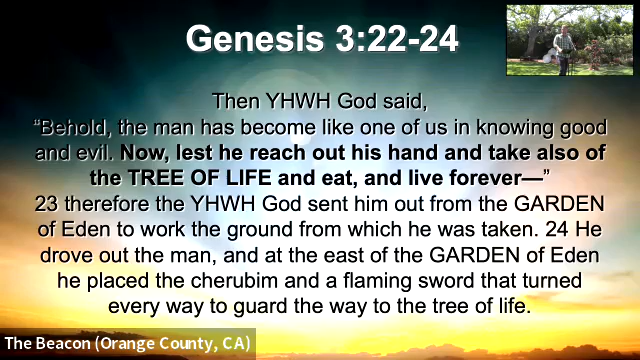 Genesis 3:22-24
Then YHWH God said,
“Behold, the man has become like one of us in knowing good
and evil. Now, lest he reach out his hand and take also of
the TREE OF LIFE and eat, and live forever—”
23 therefore the YHWH God sent him out from the GARDEN
of Eden to work the ground from which he was taken. 24 He
drove out the man, and at the east of the GARDEN of Eden
he placed the cherubim and a flaming sword that turned
every way to guard the way to the tree of life.
The Beacon (Orange County, CA)